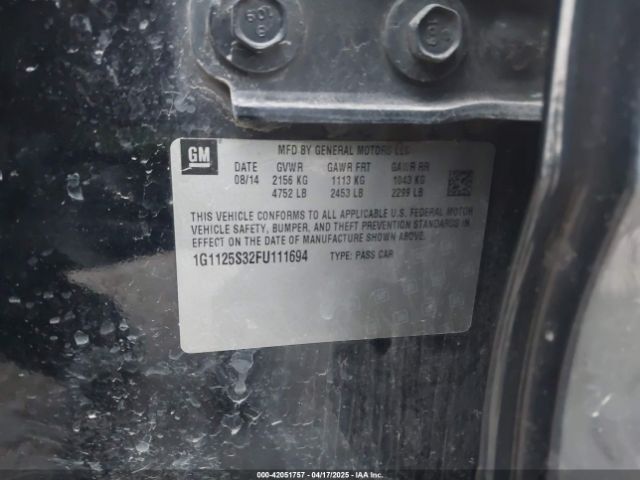 GM
MFD BY GENERAL MOTORS LLC
DATE GVWR GAWR FRT GAWR RR
08/14 2156 KG 1113 KG 1043 KG
4752 LB 2453 LB 2299 LB
THIS VEHICLE CONFORMS TO ALL APPLICABLE U.S. FEDERAL MOTOR
VEHICLE SAFETY, BUMPER, AND THEFT PREVENTION STANDARDS
IN EFFECT ON THE DATE OF MANUFACTURE SHOWN ABOVE.
1G1125S32FU111694 TYPE: PASS CAR
000-42051757 - 04/17/2025 - IAAI.COM